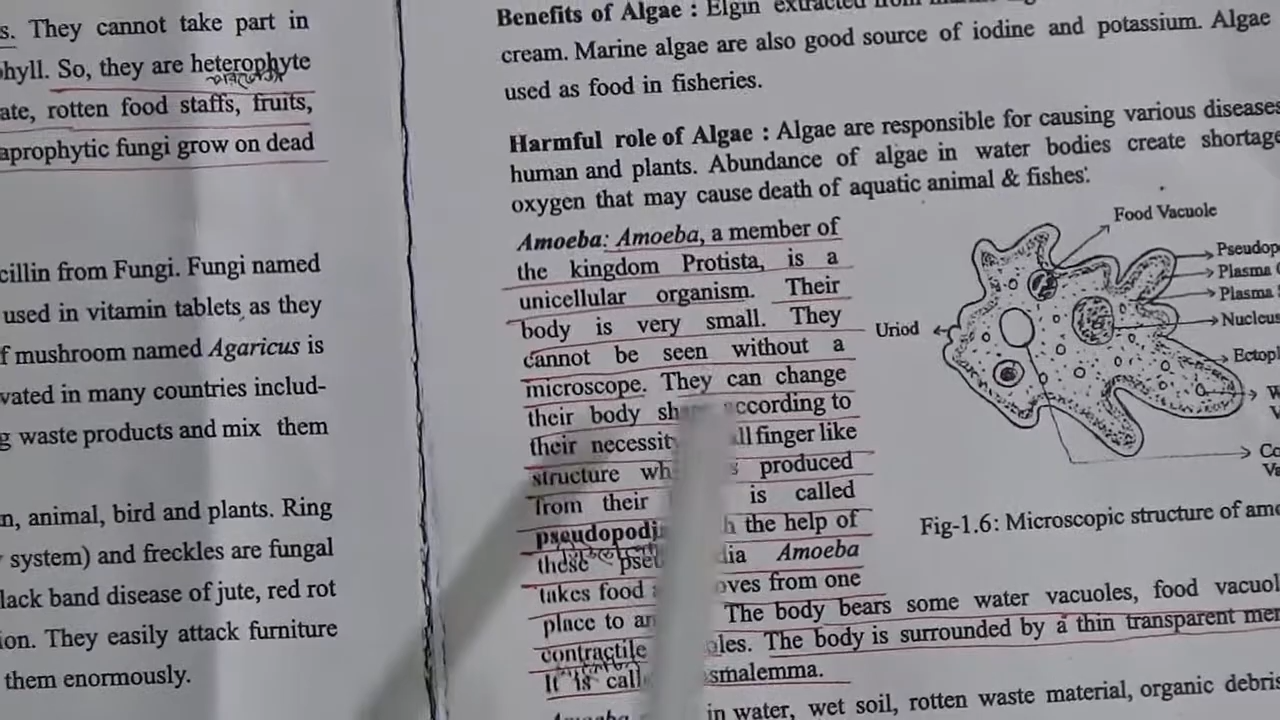 s. They cannot take part in
hyll. So, they are heterophyte
ate, rotten food staffs, fruits,
aprophytic fungi grow on dead
cillin from Fungi. Fungi named
used in vitamin tablets as they
f mushroom named Agaricus is
vated in many countries includ-
g waste products and mix them
n, animal, bird and plants. Ring
system) and freckles are fungal
lack band disease of jute, red rot
ion. They easily attack furniture
them enormously.
Benefits of Algae : Elgin extracted from
cream. Marine algae are also good source of iodine and potassium. Algae
used as food in fisheries.
Harmful role of Algae : Algae are responsible for causing various diseases
human and plants. Abundance of algae in water bodies create shortage
oxygen that may cause death of aquatic animal & fishes.
Amoeba: Amoeba, a member of
the kingdom Protista, is a
unicellular organism. Their
body is very small. They
cannot be seen without a
microscope. They can change
their body according to
their finger like
structure produced
from their is called
the help of
these Amoeba
takes food from one
place to
The body bears some water vacuoles, food vacuol
contractile The body is surrounded by a thin transparent mem
It is call smalemma.
in water, wet soil, rotten waste material, organic debris
Food Vacuole
Pseudop
Plasma
Plasma
Nucleus
Ectopl
W
V
Co
Va
Uriod
Fig-1.6: Microscopic structure of amo